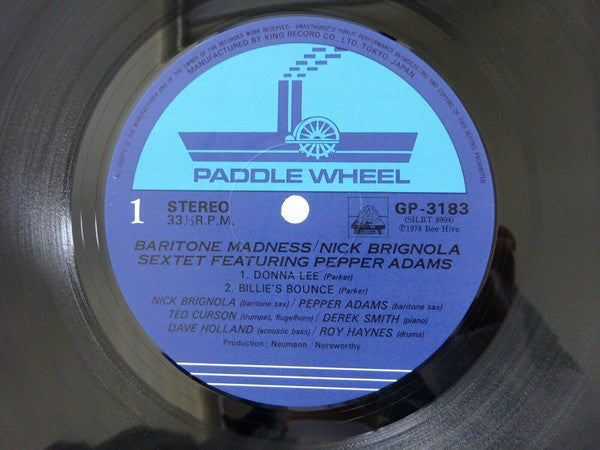 ALL RIGHTS OF THE MANUFACTURER AND OF THE OWNER OF THE RECORDED WORK RESERVED · UNAUTHORIZED PUBLIC PERFORMANCE BROADCASTING AND COPYING OF THIS RECORD PROHIBITED
MANUFACTURED BY KING RECORD CO., LTD, TOKYO, JAPAN
PADDLE WHEEL
1
STEREO
33 1/3 R.P.M.
GP-3183
(SILBT 8994)
Ⓟ1978 Bee Hive
BARITONE MADNESS/NICK BRIGNOLA
SEXTET FEATURING PEPPER ADAMS
1. DONNA LEE (Parker)
2. BILLIE'S BOUNCE (Parker)
NICK BRIGNOLA (baritone sax)/PEPPER ADAMS (baritone sax)
TED CURSON (trumpet, flugelhorn)/DEREK SMITH (piano)
DAVE HOLLAND (acoustic bass)/ROY HAYNES (drums)
Production : Neumann/Norsworthy